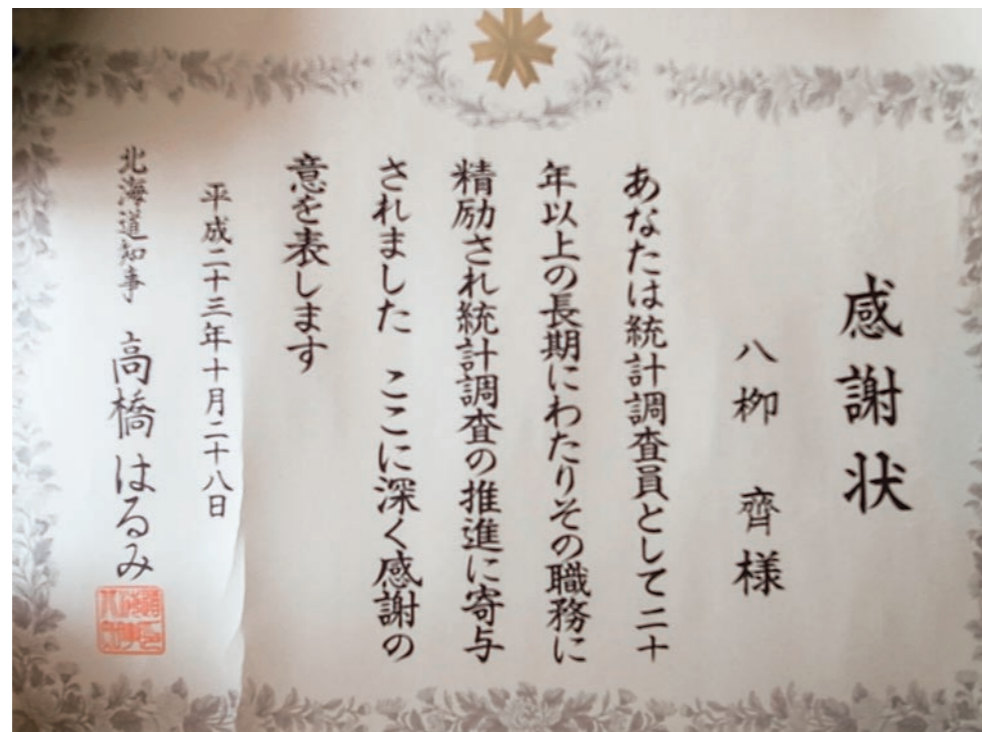 感謝状
八栁 齊様
あなたは統計調査員として二十
年以上の長期にわたりその職務に
精励され統計調査の推進に寄与
されました ここに深く感謝の
意を表します
平成二十三年十月二十八日
北海道知事 高橋はるみ